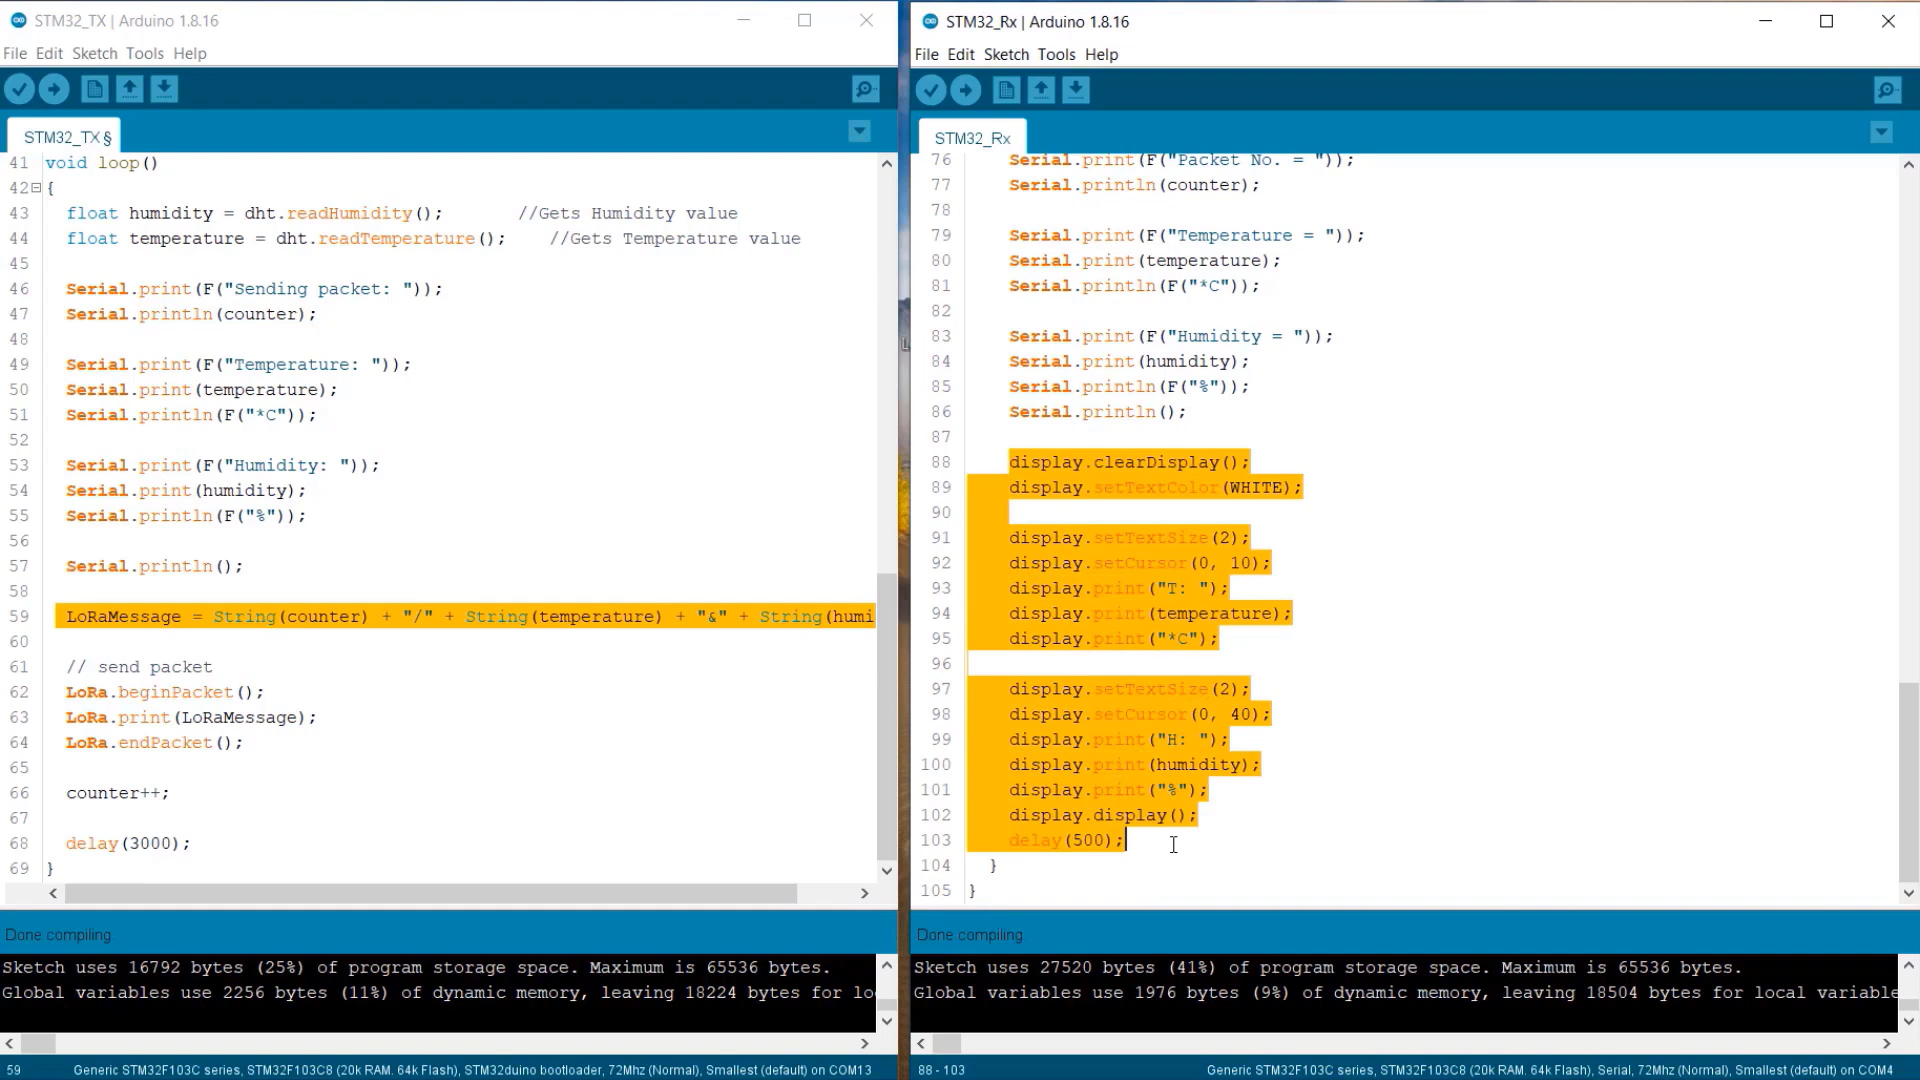 STM32_TX | Arduino 1.8.16
File Edit Sketch Tools Help
STM32_TX §
41 void loop()
42 {
43 float humidity = dht.readHumidity(); //Gets Humidity value
44 float temperature = dht.readTemperature(); //Gets Temperature value
45
46 Serial.print(F("Sending packet: "));
47 Serial.println(counter);
48
49 Serial.print(F("Temperature: "));
50 Serial.print(temperature);
51 Serial.println(F("*C"));
52
53 Serial.print(F("Humidity: "));
54 Serial.print(humidity);
55 Serial.println(F("%"));
56
57 Serial.println();
58
59 LoRaMessage = String(counter) + "/" + String(temperature) + "&" + String(humi
60
61 // send packet
62 LoRa.beginPacket();
63 LoRa.print(LoRaMessage);
64 LoRa.endPacket();
65
66 counter++;
67
68 delay(3000);
69 }
Done compiling
Sketch uses 16792 bytes (25%) of program storage space. Maximum is 65536 bytes.
Global variables use 2256 bytes (11%) of dynamic memory, leaving 18224 bytes for lo
59 Generic STM32F103C series, STM32F103C8 (20k RAM. 64k Flash), STM32duino bootloader, 72Mhz (Normal), Smallest (default) on COM13
STM32_Rx | Arduino 1.8.16
File Edit Sketch Tools Help
STM32_Rx
76 Serial.print(F("Packet No. = "));
77 Serial.println(counter);
78
79 Serial.print(F("Temperature = "));
80 Serial.print(temperature);
81 Serial.println(F("*C"));
82
83 Serial.print(F("Humidity = "));
84 Serial.print(humidity);
85 Serial.println(F("%"));
86 Serial.println();
87
88 display.clearDisplay();
89 display.setTextColor(WHITE);
90
91 display.setTextSize(2);
92 display.setCursor(0, 10);
93 display.print("T: ");
94 display.print(temperature);
95 display.print("*C");
96
97 display.setTextSize(2);
98 display.setCursor(0, 40);
99 display.print("H: ");
100 display.print(humidity);
101 display.print("%");
102 display.display();
103 delay(500);
104 }
105 }
Done compiling
Sketch uses 27520 bytes (41%) of program storage space. Maximum is 65536 bytes.
Global variables use 1976 bytes (9%) of dynamic memory, leaving 18504 bytes for local variable
88 - 103 Generic STM32F103C series, STM32F103C8 (20k RAM. 64k Flash), Serial, 72Mhz (Normal), Smallest (default) on COM4